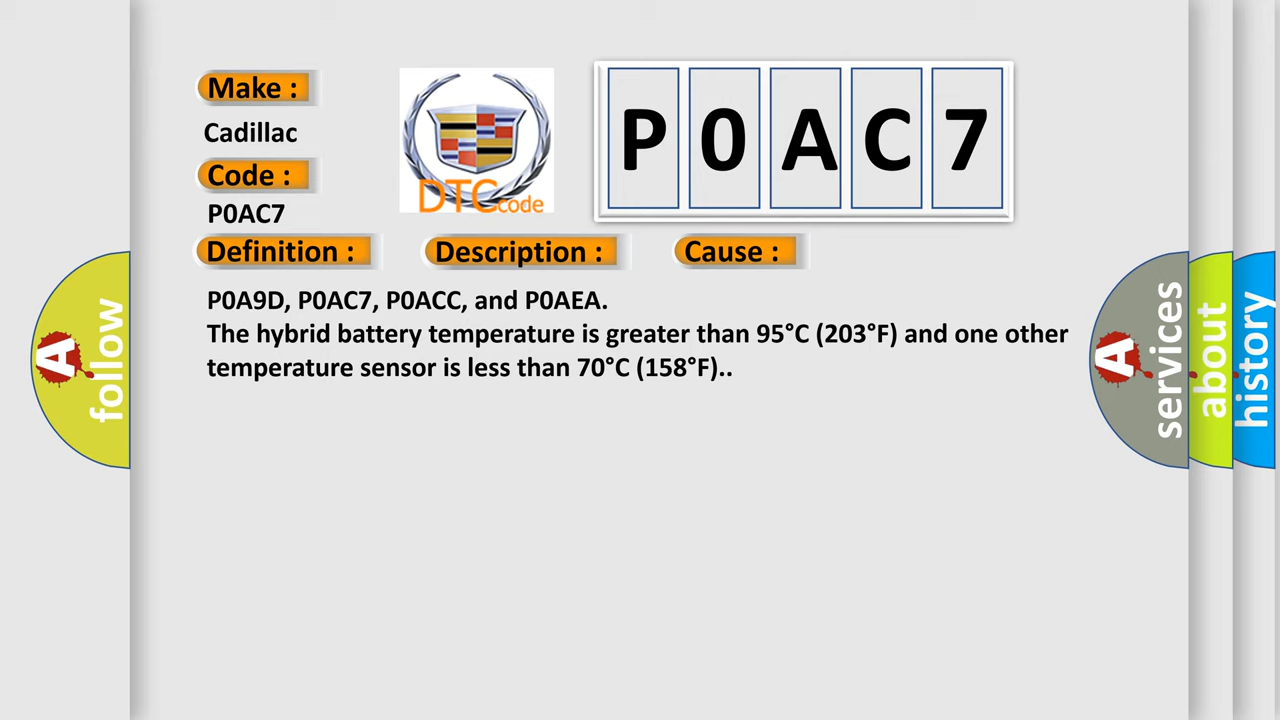 Make :
Cadillac
Code :
P0AC7
DTCcode
P0AC7
Definition :
Description :
Cause :
P0A9D, P0AC7, P0ACC, and P0AEA.
The hybrid battery temperature is greater than 95°C (203°F) and one other
temperature sensor is less than 70°C (158°F)..
A follow
A services
about
history